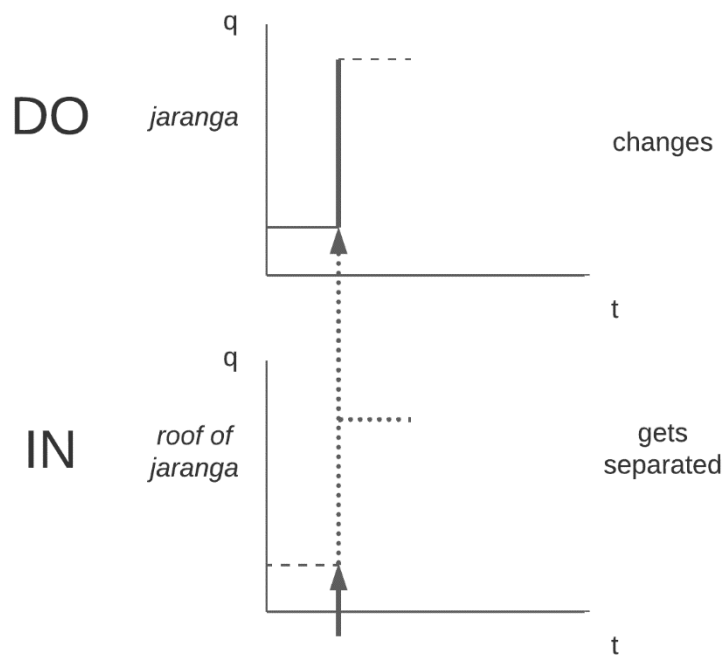 q
DO
jaranga
changes
t
q
IN
roof of
jaranga
gets
separated
t